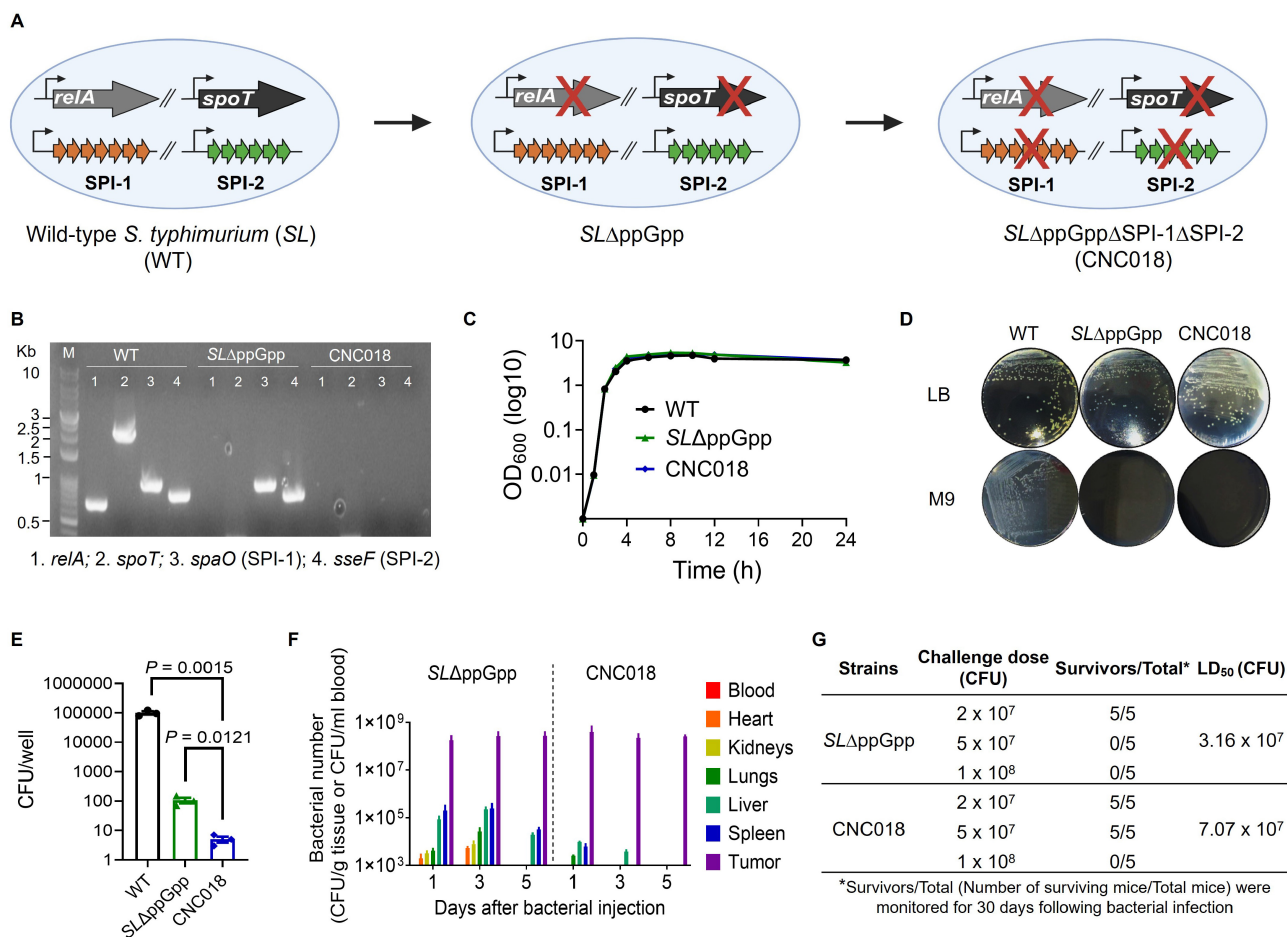 A
relA // spoT
SPI-1 // SPI-2
Wild-type S. typhimurium (SL)
(WT)
relA // spoT
SPI-1 // SPI-2
SLΔppGpp
relA // spoT
SPI-1 // SPI-2
SLΔppGppΔSPI-1ΔSPI-2
(CNC018)
B
Kb M WT SLΔppGpp CNC018
10
1 2 3 4 1 2 3 4 1 2 3 4
3
2.5
2
1.5
1
0.5
1. relA; 2. spoT; 3. spaO (SPI-1); 4. sseF (SPI-2)
C
OD600 (log10)
10
1
0.1
0.01
WT
SLΔppGpp
CNC018
0 4 8 12 16 20 24
Time (h)
D
WT SLΔppGpp CNC018
LB
M9
E
CFU/well
P = 0.0015
P = 0.0121
1000000
100000
10000
1000
100
10
1
WT
SLΔppGpp
CNC018
F
Bacterial number
(CFU/g tissue or CFU/ml blood)
SLΔppGpp CNC018
1×10⁹
1×10⁷
1×10⁵
1×10³
1 3 5 1 3 5
Days after bacterial injection
Blood
Heart
Kidneys
Lungs
Liver
Spleen
Tumor
G
Strains Challenge dose (CFU) Survivors/Total* LD50 (CFU)
2 x 10⁷ 5/5
SLΔppGpp 5 x 10⁷ 0/5 3.16 x 10⁷
1 x 10⁸ 0/5
2 x 10⁷ 5/5
CNC018 5 x 10⁷ 5/5 7.07 x 10⁷
1 x 10⁸ 0/5
*Survivors/Total (Number of surviving mice/Total mice) were
monitored for 30 days following bacterial infection